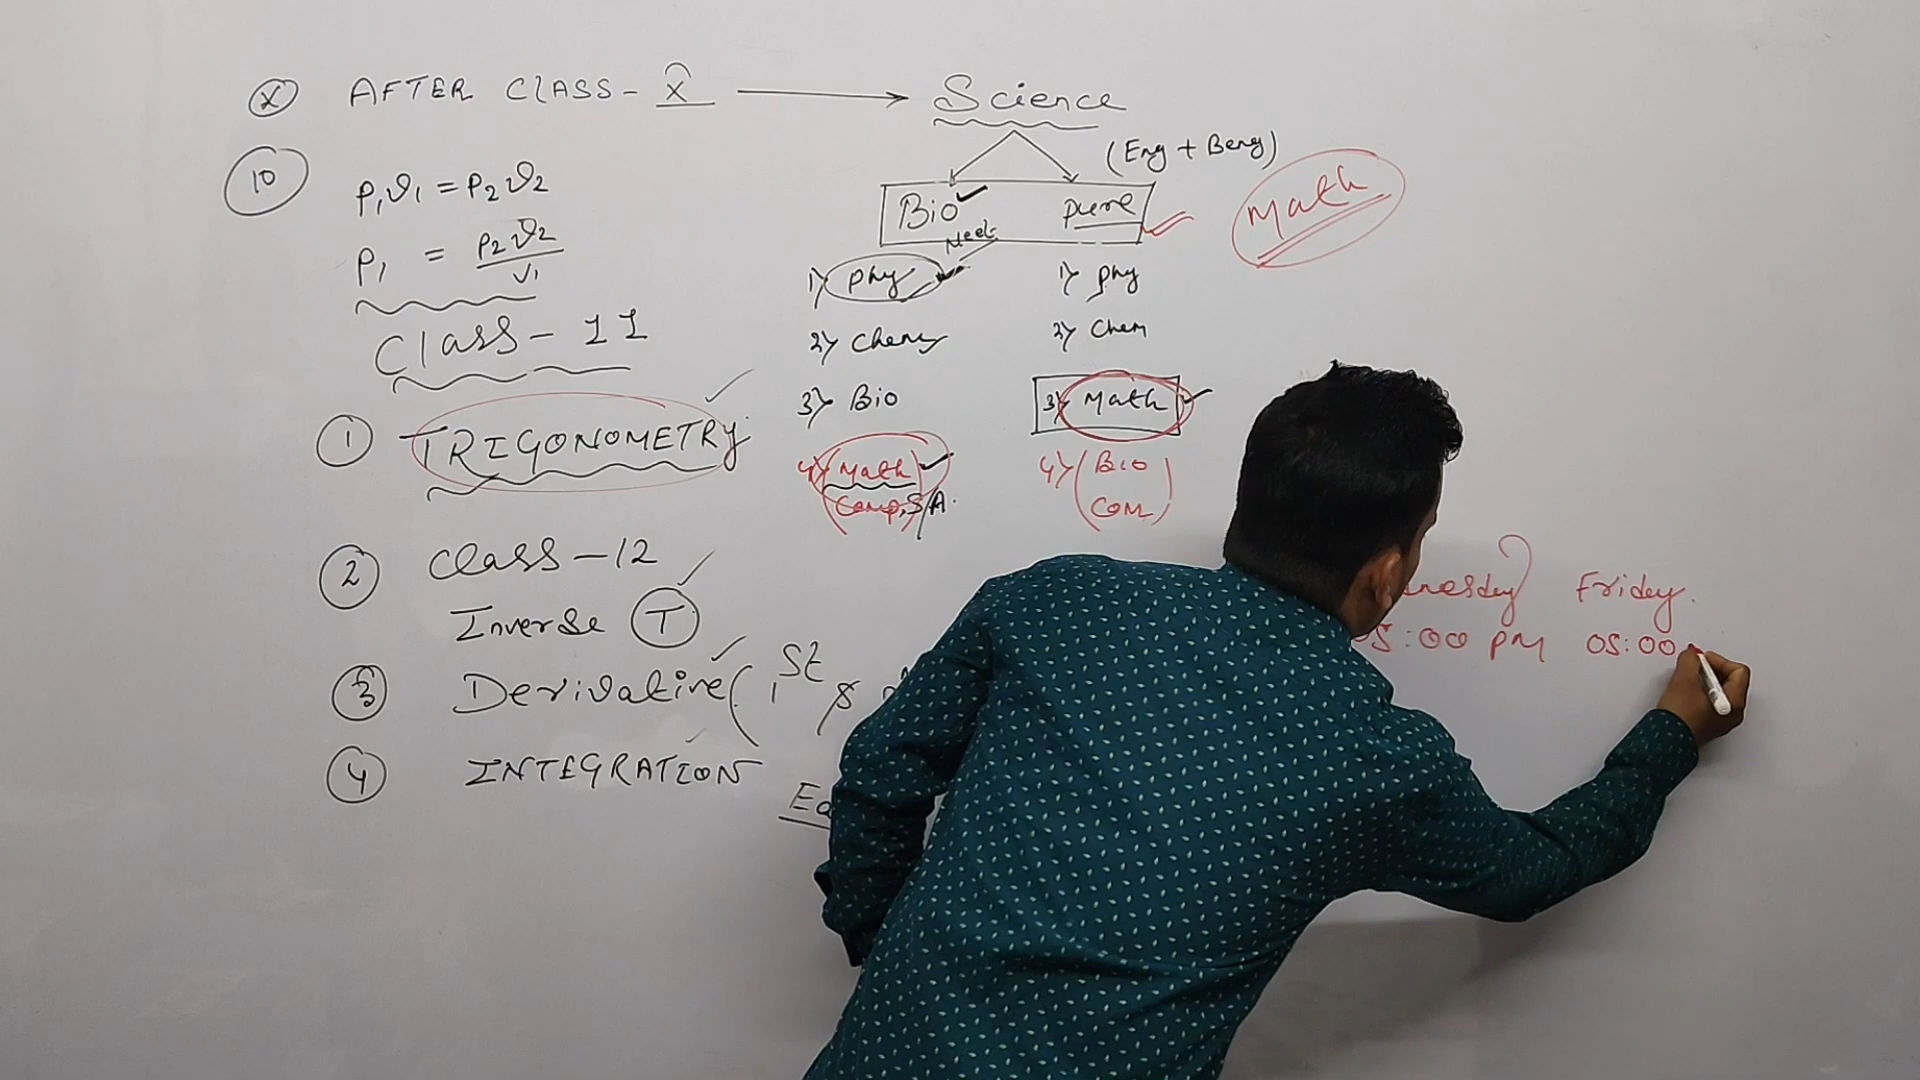 X AFTER CLASS - X → Science
(Eng + Beng)
10 P₁V₁ = P₂V₂
P₁ = P₂V₂ / V₁
Bio Pure
Math
Neet
1) Phy
2) Chem
3) Bio
4) (Math
Comp, S/A.
1) Phy
2) Chem
3) Math
4) (Bio
Com)
Class - 11
1 TRIGONOMETRY
2 Class - 12
Inverse T
3 Derivative (1st &
4 INTEGRATION
Friday.
05:00 PM 05:00